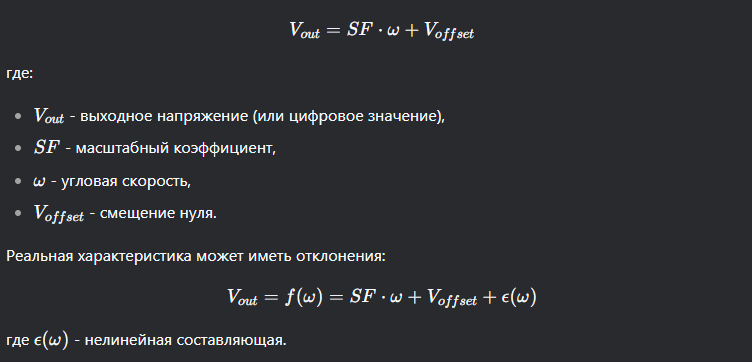 V_out = SF · ω + V_offset
где:
• V_out - выходное напряжение (или цифровое значение),
• SF - масштабный коэффициент,
• ω - угловая скорость,
• V_offset - смещение нуля.
Реальная характеристика может иметь отклонения:
V_out = f(ω) = SF · ω + V_offset + ϵ(ω)
где ϵ(ω) - нелинейная составляющая.